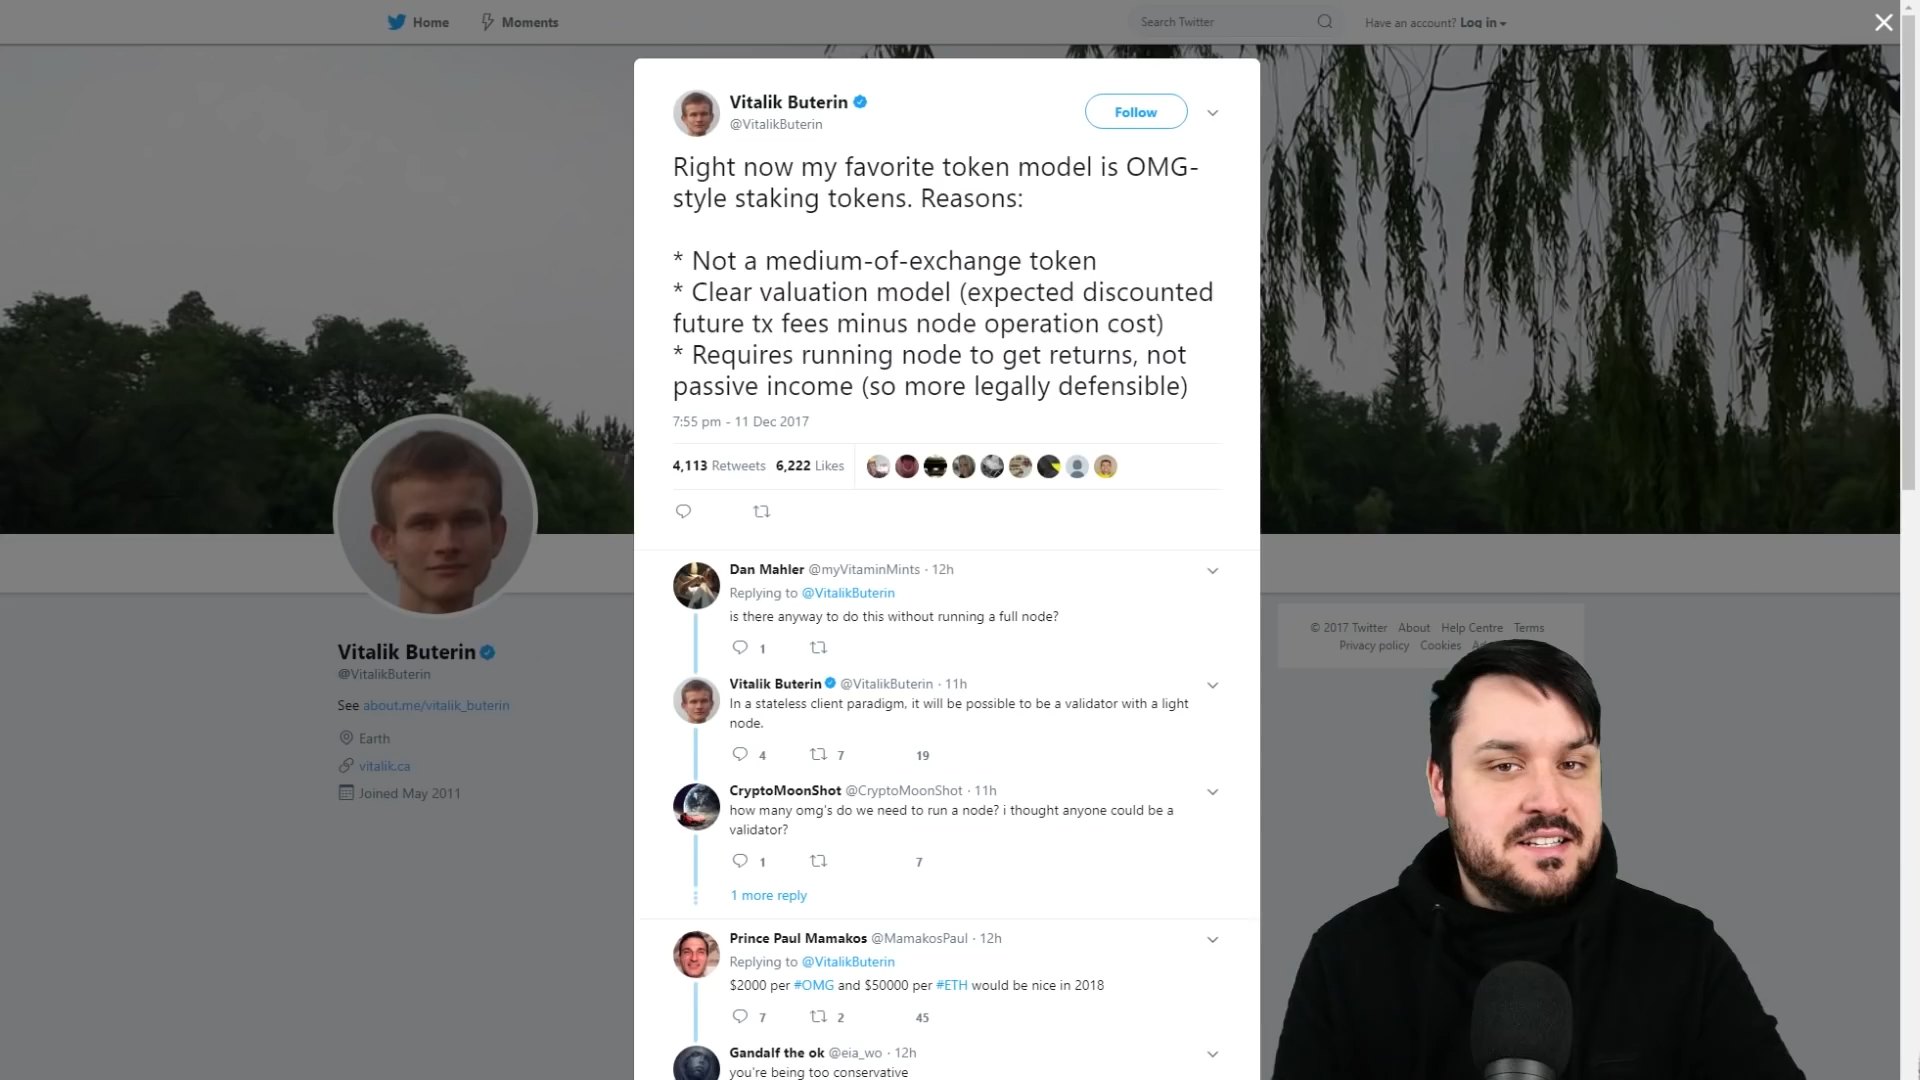 Home
Moments
Search Twitter
Have an account? Log in
Vitalik Buterin
@VitalikButerin
Follow
Right now my favorite token model is OMG-
style staking tokens. Reasons:
* Not a medium-of-exchange token
* Clear valuation model (expected discounted
future tx fees minus node operation cost)
* Requires running node to get returns, not
passive income (so more legally defensible)
7:55 pm - 11 Dec 2017
4,113 Retweets 6,222 Likes
Dan Mahler @myVitaminMints · 12h
Replying to @VitalikButerin
is there anyway to do this without running a full node?
1
Vitalik Buterin @VitalikButerin · 11h
In a stateless client paradigm, it will be possible to be a validator with a light
node.
4 7 19
CryptoMoonShot @CryptoMoonShot · 11h
how many omg's do we need to run a node? i thought anyone could be a
validator?
1 7
1 more reply
Prince Paul Mamakos @MamakosPaul · 12h
Replying to @VitalikButerin
$2000 per #OMG and $50000 per #ETH would be nice in 2018
7 2 45
Gandalf the ok @eia_wo · 12h
you're being too conservative
Vitalik Buterin
@VitalikButerin
See about.me/vitalik_buterin
Earth
vitalik.ca
Joined May 2011
© 2017 Twitter About Help Centre Terms
Privacy policy Cookies